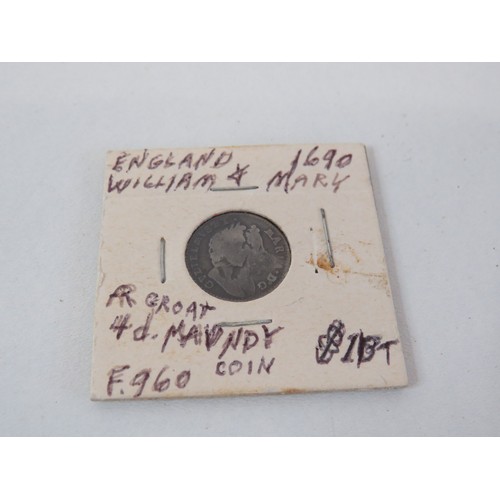 ENGLAND 1690
WILLIAM & MARY
AR GROAT
4d. MAUNDY
COIN
F.960